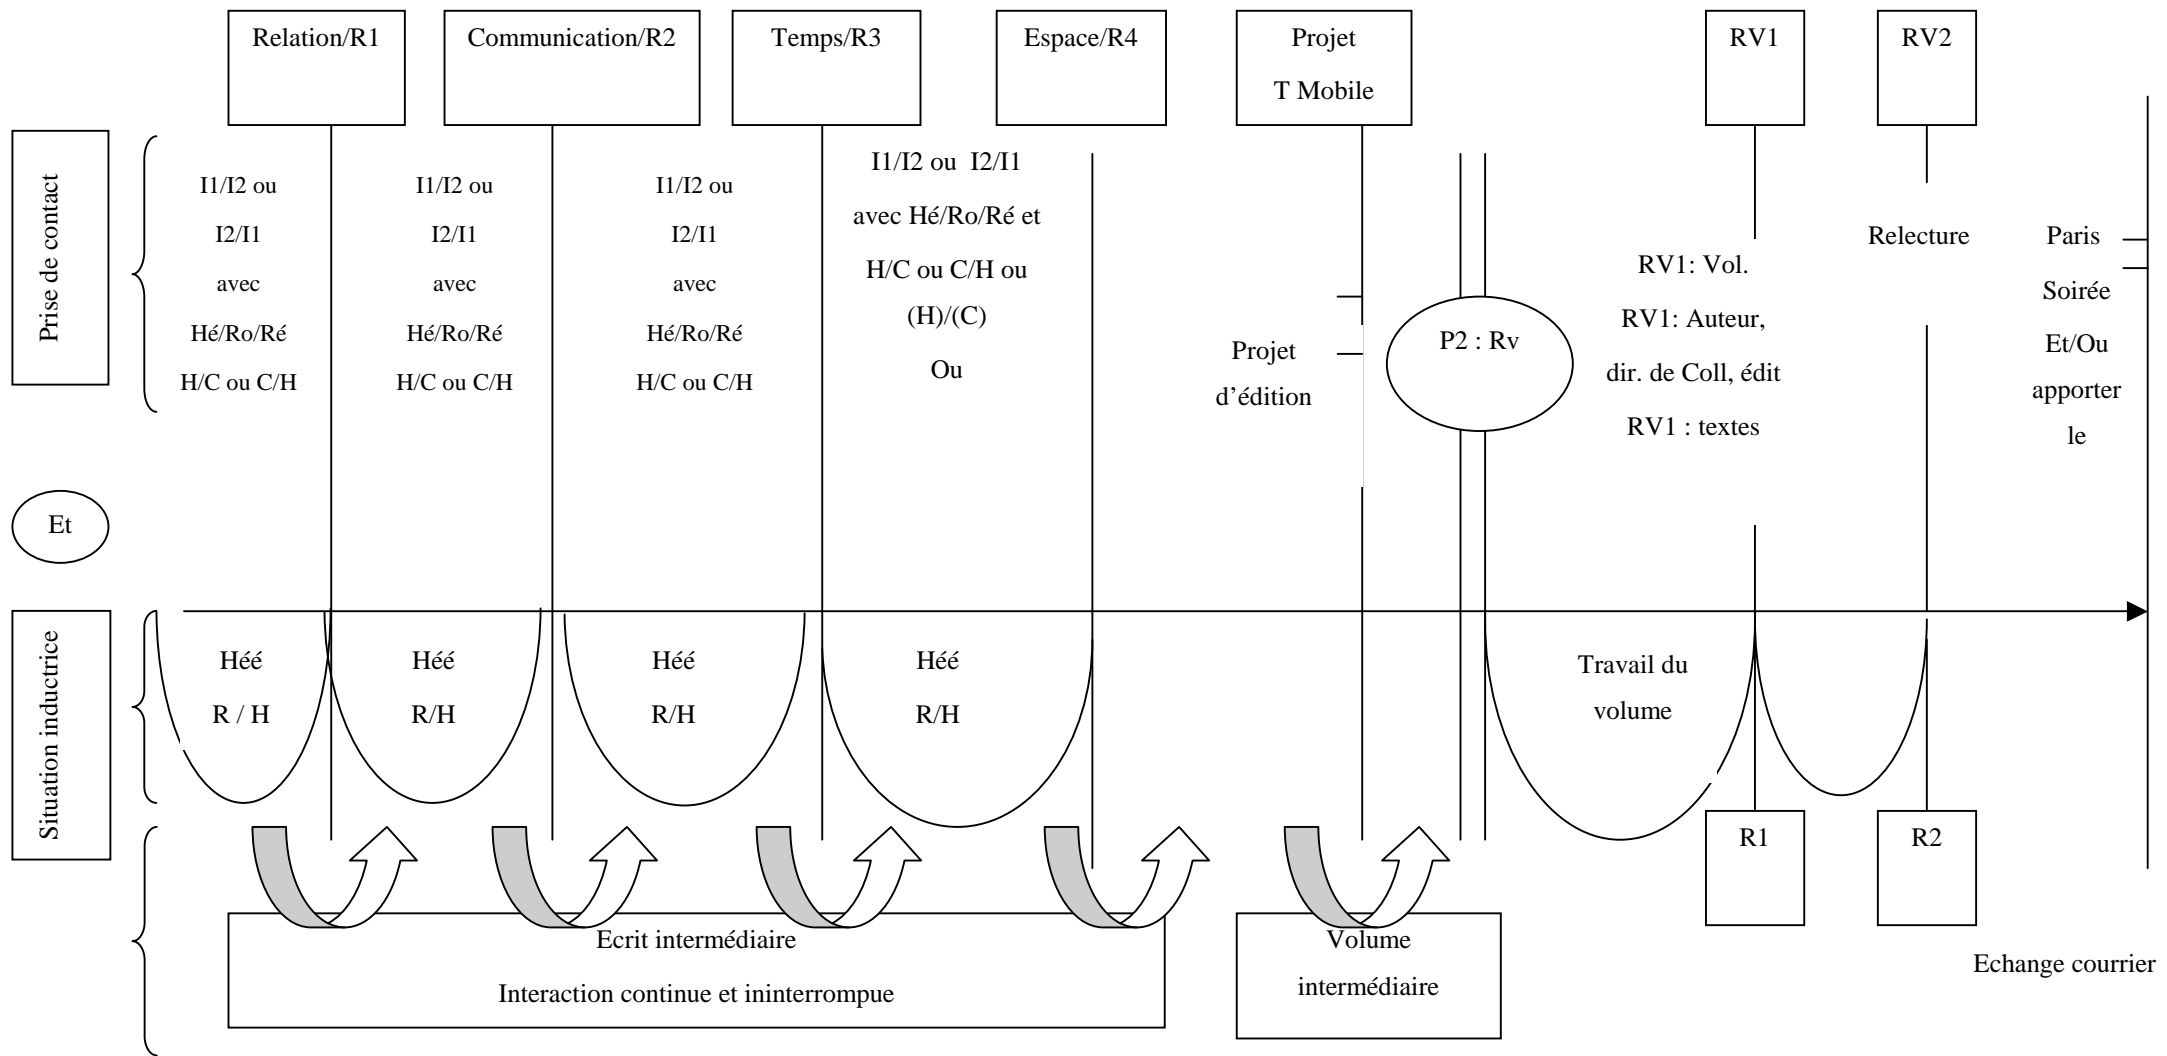 Relation/R1
Communication/R2
Temps/R3
Espace/R4
Projet
T Mobile
RV1
RV2
Prise de contact
I1/I2 ou
I2/I1
avec
Hé/Ro/Ré
H/C ou C/H
I1/I2 ou
I2/I1
avec
Hé/Ro/Ré
H/C ou C/H
I1/I2 ou
I2/I1
avec
Hé/Ro/Ré
H/C ou C/H
I1/I2 ou  I2/I1
avec Hé/Ro/Ré et
H/C ou C/H ou
(H)/(C)
Ou
Projet
d’édition
P2 : Rv
RV1: Vol.
RV1: Auteur,
dir. de Coll, édit
RV1 : textes
Relecture
Paris
Soirée
Et/Ou
apporter
le
Et
Situation inductrice
Héé
R / H
Héé
R/H
Héé
R/H
Héé
R/H
Travail du
volume
R1
R2
Ecrit intermédiaire
Interaction continue et ininterrompue
Volume
intermédiaire
Echange courrier